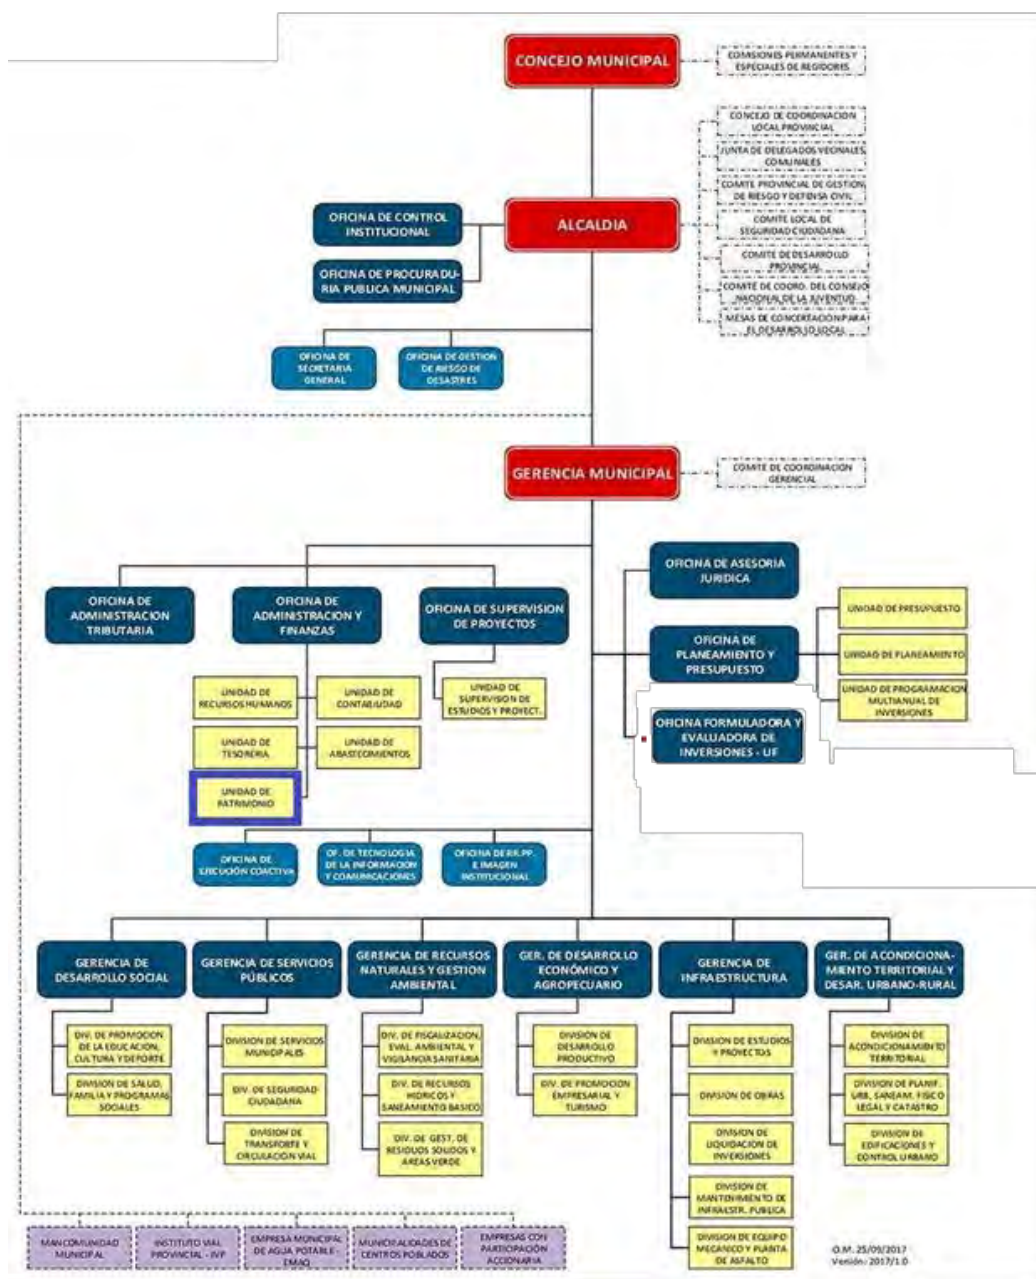 CONCEJO MUNICIPAL
COMISIONES PERMANENTES Y
ESPECIALES DE REGIDORES
CONCEJO DE COORDINACION
LOCAL PROVINCIAL
JUNTA DE DELEGADOS VECINALES
COMUNALES
COMITE PROVINCIAL DE GESTION
DE RIESGO Y DEFENSA CIVIL
COMITE LOCAL DE
SEGURIDAD CIUDADANA
COMITE DE DESARROLLO
PROVINCIAL
COMITE DE COORD. DEL CONSEJO
NACIONAL DE LA JUVENTUD
MESAS DE CONCERTACION PARA
EL DESARROLLO LOCAL
OFICINA DE CONTROL
INSTITUCIONAL
ALCALDIA
OFICINA DE PROCURADU-
RIA PUBLICA MUNICIPAL
OFICINA DE
SECRETARIA
GENERAL
OFICINA DE GESTION
DE RIESGO DE
DESASTRES
GERENCIA MUNICIPAL
COMITE DE COORDINACION
GERENCIAL
OFICINA DE
ADMINISTRACION
TRIBUTARIA
OFICINA DE
ADMINISTRACION Y
FINANZAS
OFICINA DE SUPERVISION
DE PROYECTOS
OFICINA DE ASESORIA
JURIDICA
OFICINA DE
PLANEAMIENTO Y
PRESUPUESTO
UNIDAD DE PRESUPUESTO
UNIDAD DE PLANEAMIENTO
UNIDAD DE PROGRAMACION
MULTIANUAL DE
INVERSIONES
OFICINA FORMULADORA Y
EVALUADORA DE
INVERSIONES - UF
UNIDAD DE
RECURSOS HUMANOS
UNIDAD DE
CONTABILIDAD
UNIDAD DE
SUPERVISION DE
ESTUDIOS Y PROYECT.
UNIDAD DE
TESORERIA
UNIDAD DE
ABASTECIMIENTOS
UNIDAD DE
PATRIMONIO
OFICINA DE
EJECUCIÓN COACTIVA
OF. DE TECNOLOGIA
DE LA INFORMACION
Y COMUNICACIONES
OFICINA DE RR.PP.
E IMAGEN
INSTITUCIONAL
GERENCIA DE
DESARROLLO SOCIAL
GERENCIA DE SERVICIOS
PÚBLICOS
GERENCIA DE RECURSOS
NATURALES Y GESTION
AMBIENTAL
GER. DE DESARROLLO
ECONÓMICO Y
AGROPECUARIO
GERENCIA DE
INFRAESTRUCTURA
GER. DE ACONDICIONA-
MIENTO TERRITORIAL Y
DESAR. URBANO-RURAL
DIV. DE PROMOCION
DE LA EDUCACION,
CULTURA Y DEPORTE
DIVISION DE SALUD,
FAMILIA Y PROGRAMAS
SOCIALES
DIVISION DE SERVICIOS
MUNICIPALES
DIV. DE SEGURIDAD
CIUDADANA
DIVISION DE
TRANSPORTE Y
CIRCULACION VIAL
DIV. DE FISCALIZACION,
EVAL. AMBIENTAL Y
VIGILANCIA SANITARIA
DIV. DE RECURSOS
HIDRICOS Y
SANEAMIENTO BASICO
DIV. DE GEST. DE
RESIDUOS SOLIDOS Y
AREAS VERDE
DIVISION DE
DESARROLLO
PRODUCTIVO
DIV. DE PROMOCIÓN
EMPRESARIAL Y
TURISMO
DIVISION DE ESTUDIOS
Y PROYECTOS
DIVISION DE OBRAS
DIVISION DE
LIQUIDACION DE
INVERSIONES
DIVISION DE
MANTENIMIENTO DE
INFRAESTR. PUBLICA
DIVISION DE EQUIPO
MECANICO Y PLANTA
DE ASFALTO
DIVISION DE
ACONDICIONAMIENTO
TERRITORIAL
DIVISION DE PLANIF.
URB, SANEAM. FISICO
LEGAL Y CATASTRO
DIVISION DE
EDIFICACIONES Y
CONTROL URBANO
MANCOMUNIDAD
MUNICIPAL
INSTITUTO VIAL
PROVINCIAL - IVP
EMPRESA MUNICIPAL
DE AGUA POTABLE -
EMAQ
MUNICIPALIDADES DE
CENTROS POBLADOS
EMPRESAS CON
PARTICIPACIÓN
ACCIONARIA
O.M. 25/09/2017
Versión: 2017/1.0